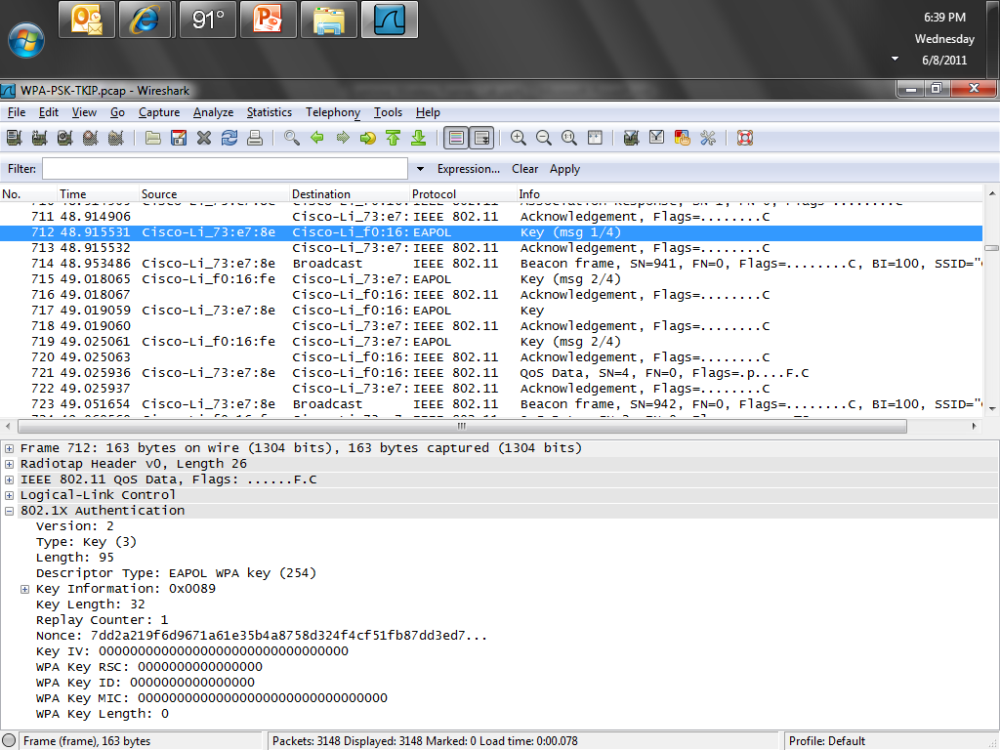 91°
6:39 PM
Wednesday
6/8/2011
WPA-PSK-TKIP.pcap - Wireshark
File Edit View Go Capture Analyze Statistics Telephony Tools Help
Filter: Expression... Clear Apply
No. Time Source Destination Protocol Info
711 48.914906 Cisco-Li_73:e7: IEEE 802.11 Acknowledgement, Flags=........C
712 48.915531 Cisco-Li_73:e7:8e Cisco-Li_f0:16: EAPOL Key (msg 1/4)
713 48.915532 Cisco-Li_73:e7: IEEE 802.11 Acknowledgement, Flags=........C
714 48.953486 Cisco-Li_73:e7:8e Broadcast IEEE 802.11 Beacon frame, SN=941, FN=0, Flags=........C, BI=100, SSID="
715 49.018065 Cisco-Li_f0:16:fe Cisco-Li_73:e7: EAPOL Key (msg 2/4)
716 49.018067 Cisco-Li_f0:16: IEEE 802.11 Acknowledgement, Flags=........C
717 49.019059 Cisco-Li_73:e7:8e Cisco-Li_f0:16: EAPOL Key
718 49.019060 Cisco-Li_73:e7: IEEE 802.11 Acknowledgement, Flags=........C
719 49.025061 Cisco-Li_f0:16:fe Cisco-Li_73:e7: EAPOL Key (msg 2/4)
720 49.025063 Cisco-Li_f0:16: IEEE 802.11 Acknowledgement, Flags=........C
721 49.025936 Cisco-Li_73:e7:8e Cisco-Li_f0:16: IEEE 802.11 QoS Data, SN=4, FN=0, Flags=.p....F.C
722 49.025937 Cisco-Li_73:e7: IEEE 802.11 Acknowledgement, Flags=........C
723 49.051654 Cisco-Li_73:e7:8e Broadcast IEEE 802.11 Beacon frame, SN=942, FN=0, Flags=........C, BI=100, SSID="
Frame 712: 163 bytes on wire (1304 bits), 163 bytes captured (1304 bits)
Radiotap Header v0, Length 26
IEEE 802.11 QoS Data, Flags: ......F.C
Logical-Link Control
802.1X Authentication
Version: 2
Type: Key (3)
Length: 95
Descriptor Type: EAPOL WPA key (254)
Key Information: 0x0089
Key Length: 32
Replay Counter: 1
Nonce: 7dd2a219f6d9671a61e35b4a8758d324f4cf51fb87dd3ed7...
Key IV: 00000000000000000000000000000000
WPA Key RSC: 0000000000000000
WPA Key ID: 0000000000000000
WPA Key MIC: 00000000000000000000000000000000
WPA Key Length: 0
Frame (frame), 163 bytes
Packets: 3148 Displayed: 3148 Marked: 0 Load time: 0:00.078
Profile: Default